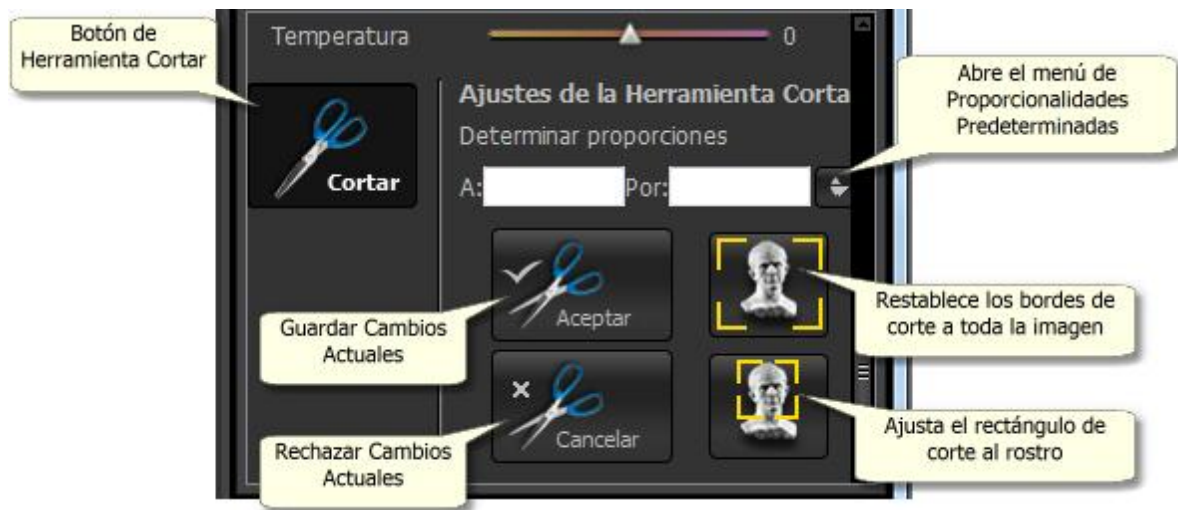 Botón de
Herramienta Cortar
Temperatura
0
Abre el menú de
Proporcionalidades
Predeterminadas
Ajustes de la Herramienta Corta
Determinar proporciones
Cortar
A:
Por:
Aceptar
Restablece los bordes de
corte a toda la imagen
Guardar Cambios
Actuales
Cancelar
Ajusta el rectángulo de
corte al rostro
Rechazar Cambios
Actuales